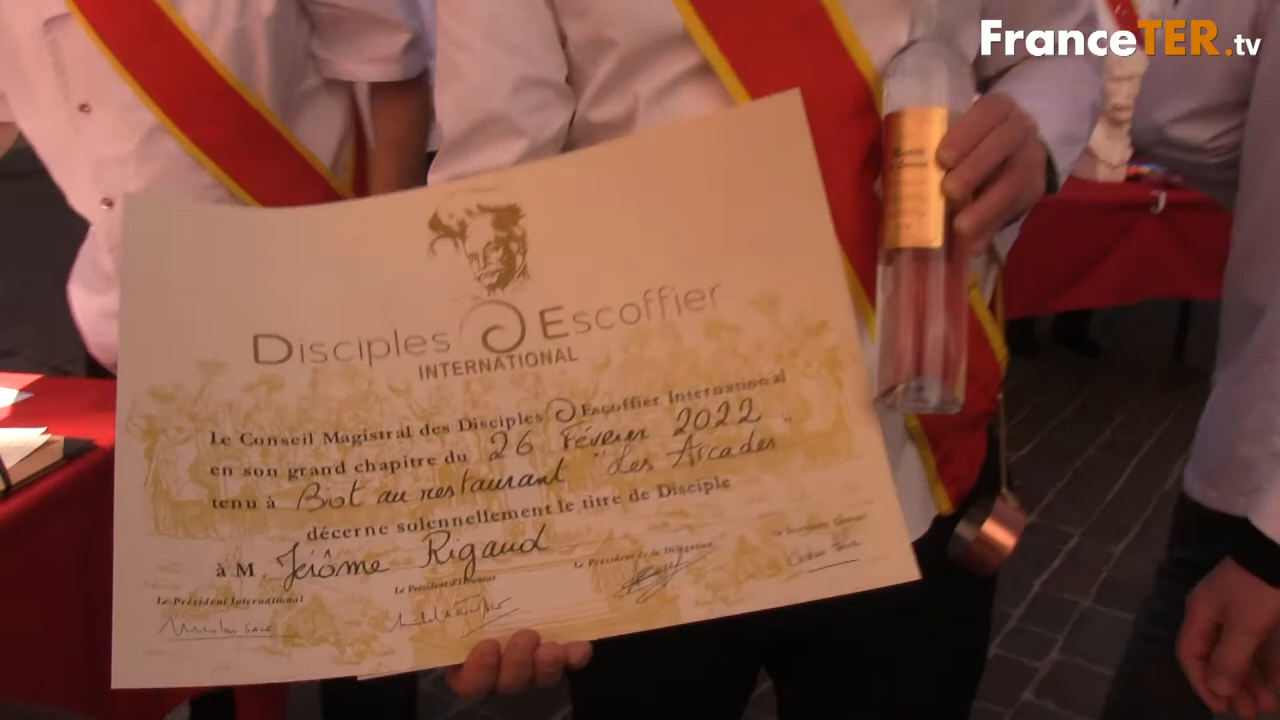 FranceTER.tv
Disciples Escoffier
INTERNATIONAL
Le Conseil Magistral des Disciples Escoffier International
en son grand chapitre du 26 Février 2022
tenu à Biot au restaurant "Les Arcades"
décerne solennellement le titre de Disciple
à M. Jérôme Rigaud
Le Président International
Le Président d'Honneur
Le Président de la Délégation